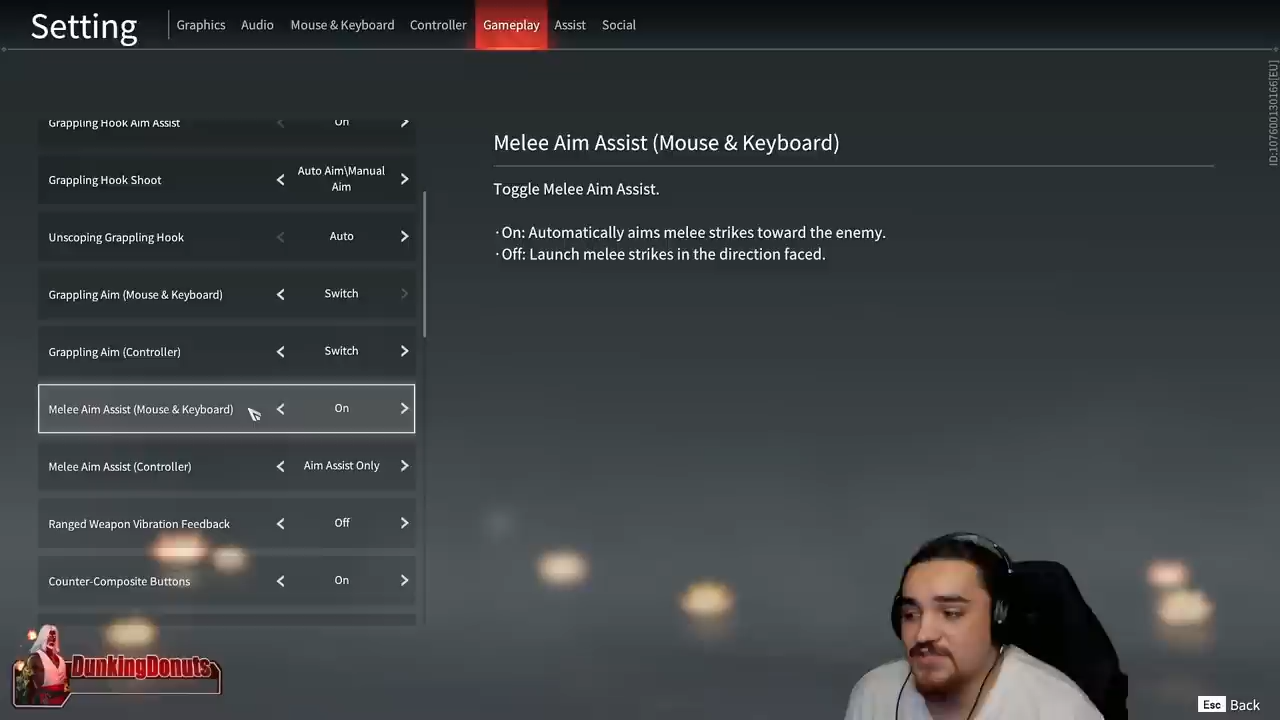 Setting
Graphics
Audio
Mouse & Keyboard
Controller
Gameplay
Assist
Social
ID:107600130166[EU]
Grappling Hook Aim Assist
On
Grappling Hook Shoot
Auto Aim\Manual
Aim
Unscoping Grappling Hook
Auto
Grappling Aim (Mouse & Keyboard)
Switch
Grappling Aim (Controller)
Switch
Melee Aim Assist (Mouse & Keyboard)
On
Melee Aim Assist (Controller)
Aim Assist Only
Ranged Weapon Vibration Feedback
Off
Counter-Composite Buttons
On
Melee Aim Assist (Mouse & Keyboard)
Toggle Melee Aim Assist.
· On: Automatically aims melee strikes toward the enemy.
· Off: Launch melee strikes in the direction faced.
DunkingDonuts
Esc Back